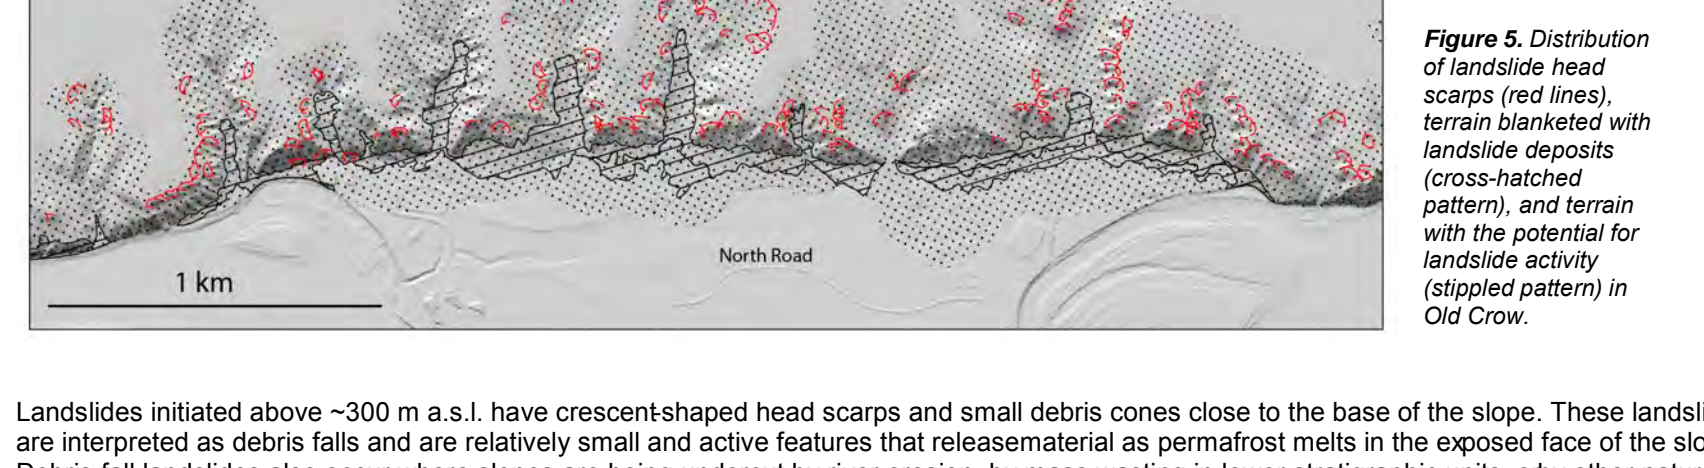 North Road
1 km
Figure 5. Distribution
of landslide head
scarps (red lines),
terrain blanketed with
landslide deposits
(cross-hatched
pattern), and terrain
with the potential for
landslide activity
(stippled pattern) in
Old Crow.
Landslides initiated above ~300 m a.s.l. have crescent-shaped head scarps and small debris cones close to the base of the slope. These
are interpreted as debris falls and are relatively small and active features that releasematerial as permafrost melts in the exposed face of the